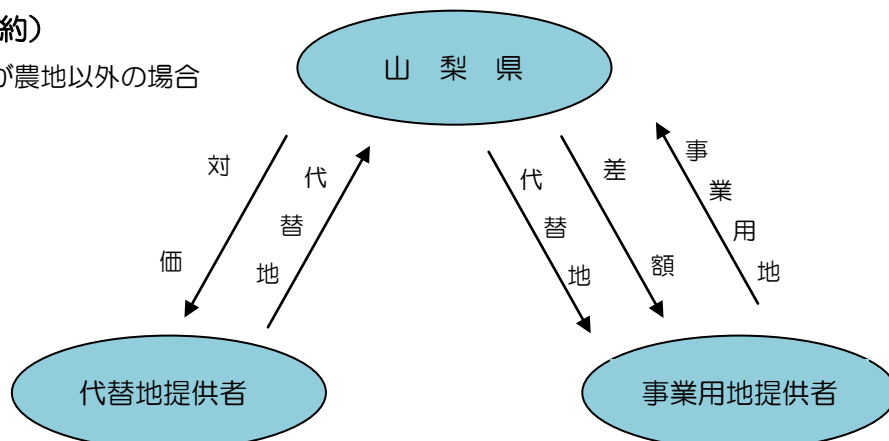 約）
が農地以外の場合
山　梨　県
対価
代替地
代替地
差額
事業用地
代替地提供者
事業用地提供者